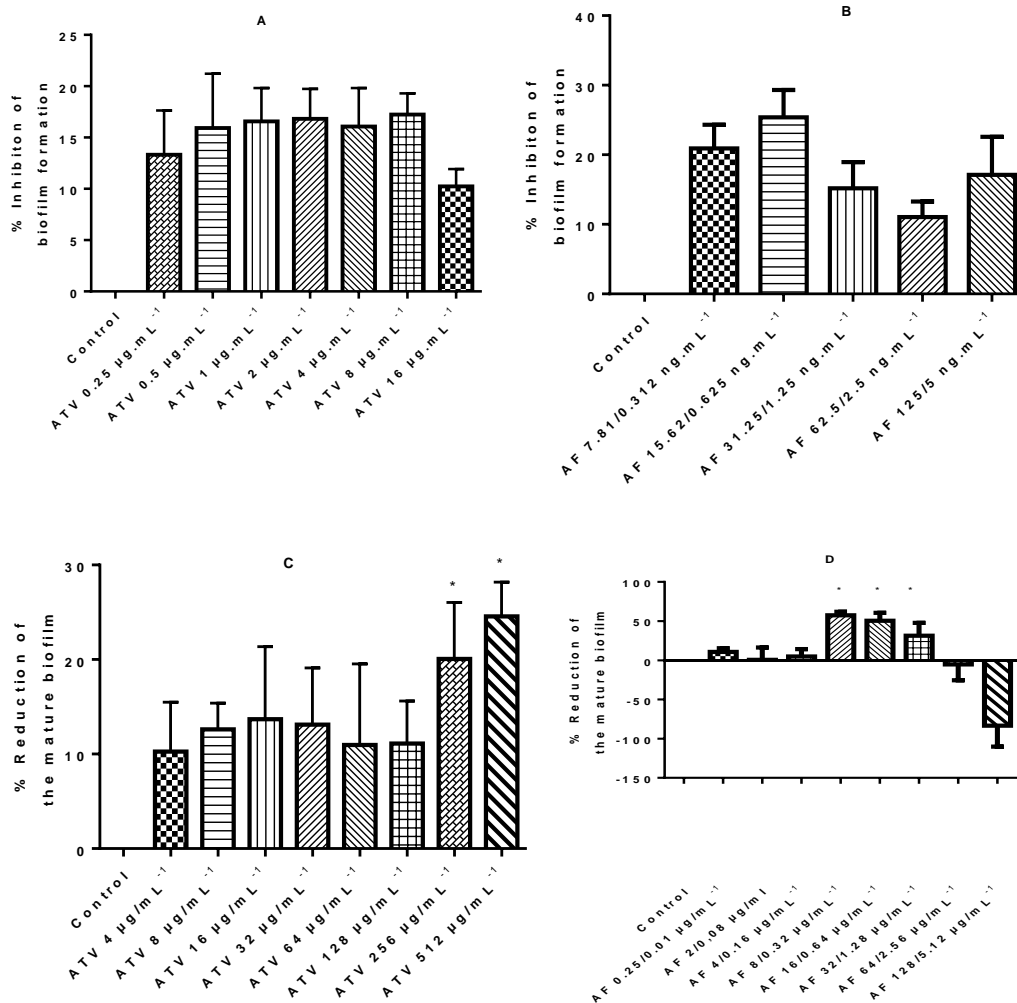 A
% Inhibiton of
biofilm formation
25
20
15
10
5
0
Control
ATV 0.25 µg.mL⁻¹
ATV 0.5 µg.mL⁻¹
ATV 1 µg.mL⁻¹
ATV 2 µg.mL⁻¹
ATV 4 µg.mL⁻¹
ATV 8 µg.mL⁻¹
ATV 16 µg.mL⁻¹
B
% Inhibiton of
biofilm formation
40
30
20
10
0
Control
AF 7.81/0.312 ng.mL⁻¹
AF 15.62/0.625 ng.mL⁻¹
AF 31.25/1.25 ng.mL⁻¹
AF 62.5/2.5 ng.mL⁻¹
AF 125/5 ng.mL⁻¹
C
% Reduction of
the mature biofilm
30
20
10
0
* *
Control
ATV 4 µg/mL⁻¹
ATV 8 µg/mL⁻¹
ATV 16 µg/mL⁻¹
ATV 32 µg/mL⁻¹
ATV 64 µg/mL⁻¹
ATV 128 µg/mL⁻¹
ATV 256 µg/mL⁻¹
ATV 512 µg/mL⁻¹
D
% Reduction of
the mature biofilm
100
50
0
-50
-100
-150
* * *
Control
AF 0.25/0.01 µg/mL⁻¹
AF 2/0,08 µg/ml
AF 4/0.16 µg/mL⁻¹
AF 8/0.32 µg/mL⁻¹
AF 16/0.64 µg/mL⁻¹
AF 32/1.28 µg/mL⁻¹
AF 64/2.56 µg/mL⁻¹
AF 128/5.12 µg/mL⁻¹